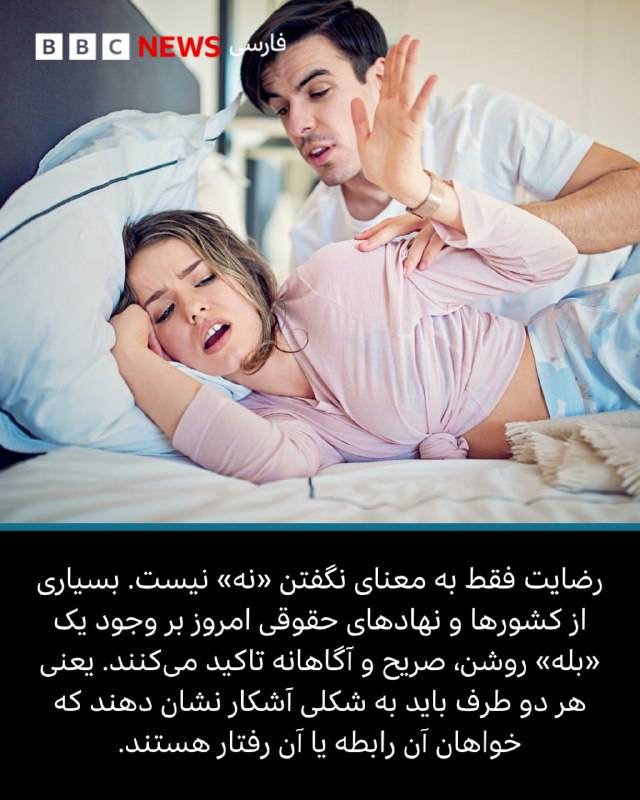 BBC NEWS فارسی
رضایت فقط به معنای نگفتن «نه» نیست. بسیاری
از کشورها و نهادهای حقوقی امروز بر وجود یک
«بله» روشن، صریح و آگاهانه تاکید می‌کنند. یعنی
هر دو طرف باید به شکلی آشکار نشان دهند که
خواهان آن رابطه یا آن رفتار هستند.